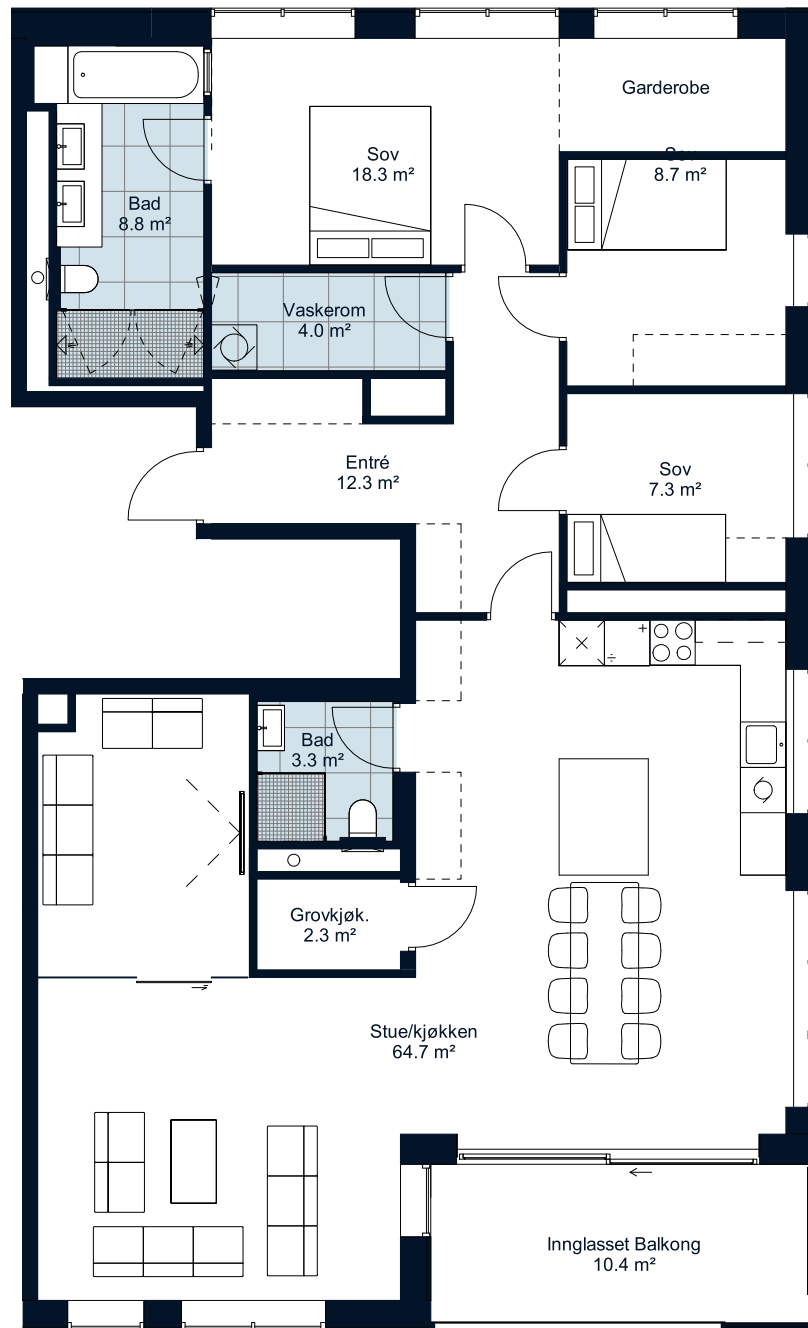 Garderobe
Sov
18.3 m²
Sov
8.7 m²
Bad
8.8 m²
Vaskerom
4.0 m²
Entré
12.3 m²
Sov
7.3 m²
Bad
3.3 m²
Grovkjøk.
2.3 m²
Stue/kjøkken
64.7 m²
Innglasset Balkong
10.4 m²